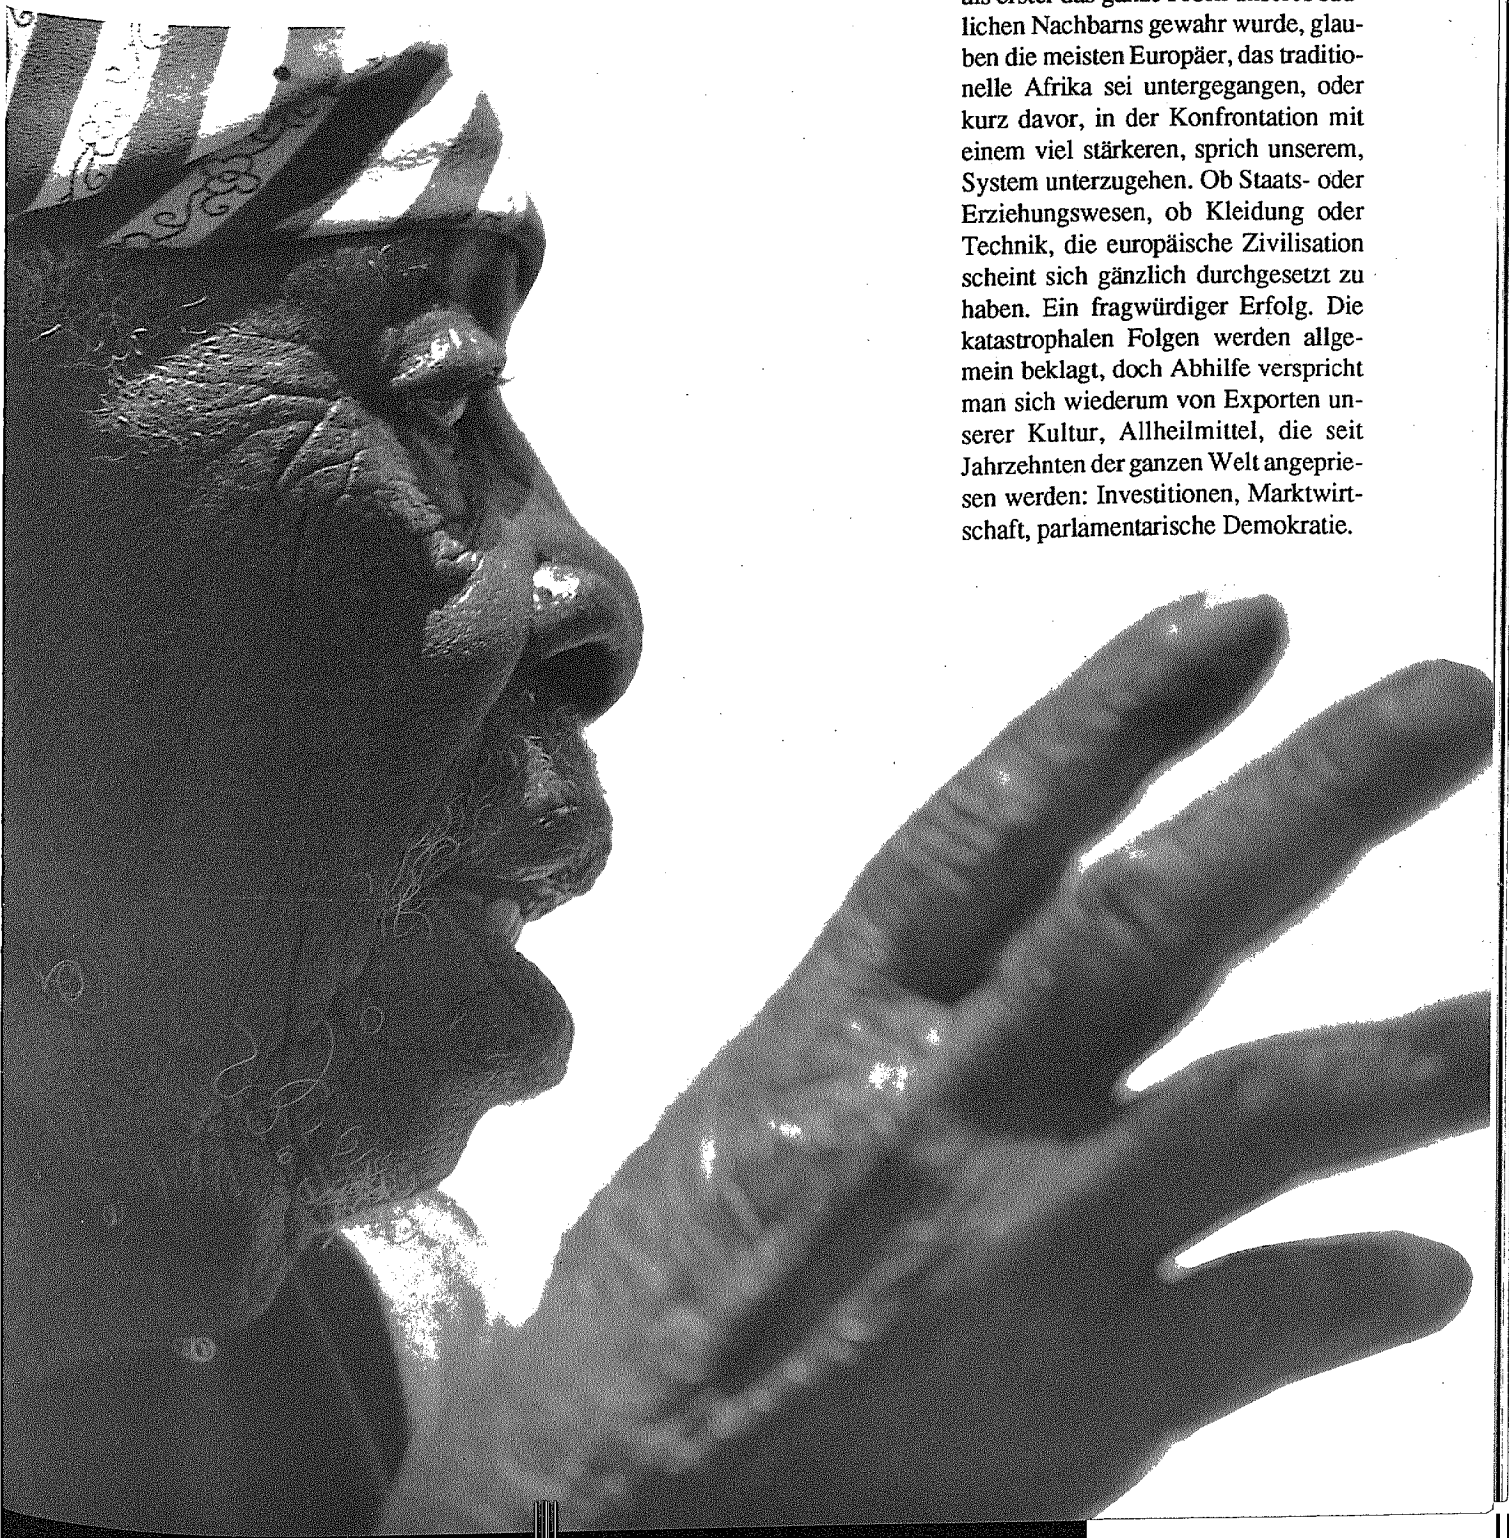 lichen Nachbarns gewahr wurde, glau-
ben die meisten Europäer, das traditio-
nelle Afrika sei untergegangen, oder
kurz davor, in der Konfrontation mit
einem viel stärkeren, sprich unserem,
System unterzugehen. Ob Staats- oder
Erziehungswesen, ob Kleidung oder
Technik, die europäische Zivilisation
scheint sich gänzlich durchgesetzt zu
haben. Ein fragwürdiger Erfolg. Die
katastrophalen Folgen werden allge-
mein beklagt, doch Abhilfe verspricht
man sich wiederum von Exporten un-
serer Kultur, Allheilmittel, die seit
Jahrzehnten der ganzen Welt angeprie-
sen werden: Investitionen, Marktwirt-
schaft, parlamentarische Demokratie.